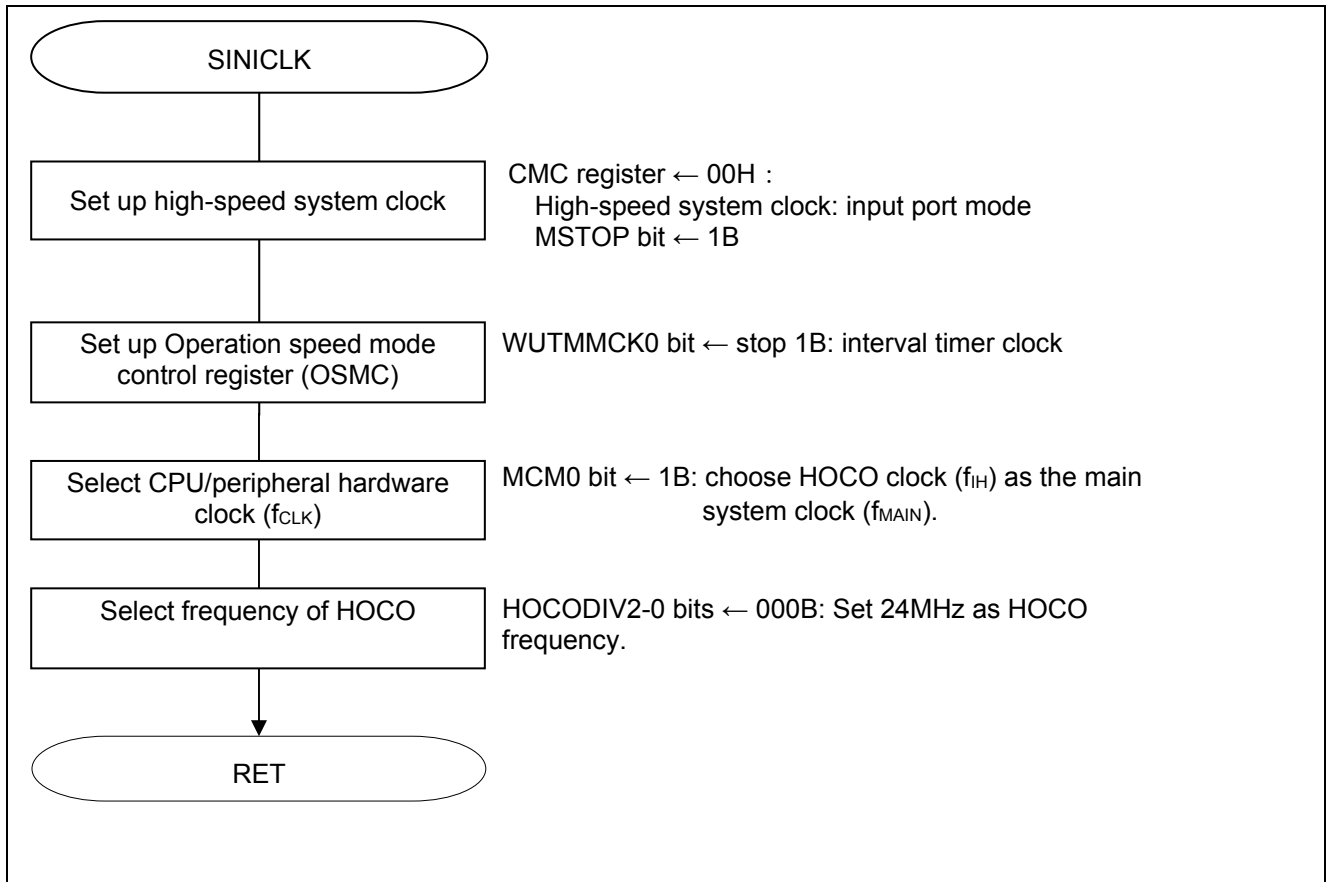 SINICLK
Set up high-speed system clock
CMC register ← 00H :
High-speed system clock: input port mode
MSTOP bit ← 1B
Set up Operation speed mode
control register (OSMC)
WUTMMCK0 bit ← stop 1B: interval timer clock
Select CPU/peripheral hardware
clock (fCLK)
MCM0 bit ← 1B: choose HOCO clock (fIH) as the main
system clock (fMAIN).
Select frequency of HOCO
HOCODIV2-0 bits ← 000B: Set 24MHz as HOCO
frequency.
RET